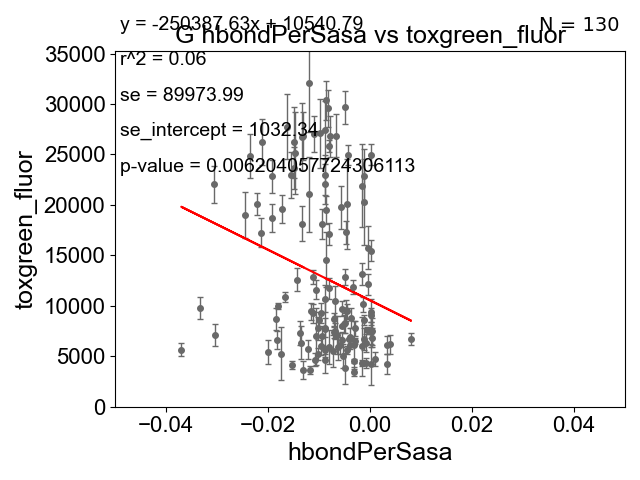 y = -250387.63x + 10540.79
N = 130
G hbondPerSasa vs toxgreen_fluor
r^2 = 0.06
se = 89973.99
se_intercept = 1032.34
p-value = 0.006204057724306113
toxgreen_fluor
35000
30000
25000
20000
15000
10000
5000
0
−0.04
−0.02
0.00
0.02
0.04
hbondPerSasa